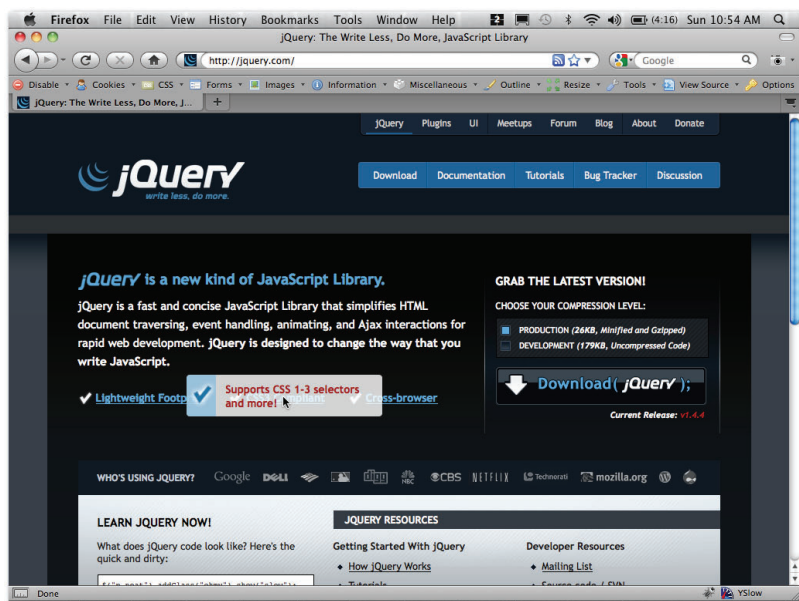 Firefox File Edit View History Bookmarks Tools Window Help (4:16) Sun 10:54 AM
jQuery: The Write Less, Do More, JavaScript Library
http://jquery.com/ Google
Disable Cookies CSS Forms Images Information Miscellaneous Outline Resize Tools View Source Options
jQuery: The Write Less, Do More, J...
jQuery Plugins UI Meetups Forum Blog About Donate
jQuery
write less, do more.
Download Documentation Tutorials Bug Tracker Discussion
jQuery is a new kind of JavaScript Library.
jQuery is a fast and concise JavaScript Library that simplifies HTML
document traversing, event handling, animating, and Ajax interactions for
rapid web development. jQuery is designed to change the way that you
write JavaScript.
Lightweight Footp
Supports CSS 1-3 selectors
and more!
Cross-browser
GRAB THE LATEST VERSION!
CHOOSE YOUR COMPRESSION LEVEL:
PRODUCTION (26KB, Minified and Gzipped)
DEVELOPMENT (179KB, Uncompressed Code)
Download( jQuery );
Current Release: v1.4.4
WHO'S USING JQUERY? Google DELL digg NBC CBS NETFLIX Technorati mozilla.org
LEARN JQUERY NOW!
What does jQuery code look like? Here's the
quick and dirty:
JQUERY RESOURCES
Getting Started With jQuery
How jQuery Works
Tutorials
Developer Resources
Mailing List
Source code / SVN
Done YSlow